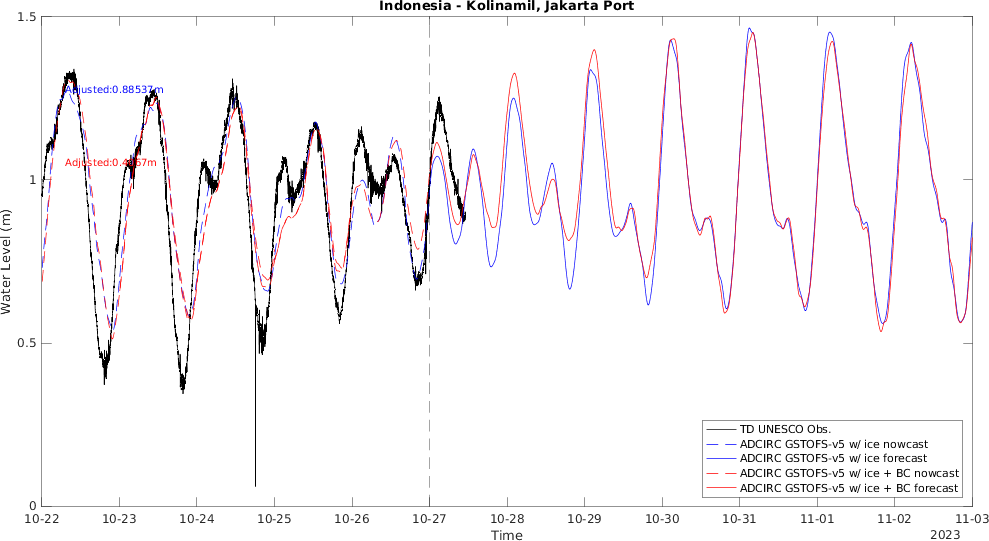 Indonesia - Kolinamil, Jakarta Port
Water Level (m)
1.5
1
0.5
0
Adjusted:0.88537m
TD UNESCO Obs.
ADCIRC GSTOFS-v5 w/ ice nowcast
ADCIRC GSTOFS-v5 w/ ice forecast
ADCIRC GSTOFS-v5 w/ ice + BC nowcast
ADCIRC GSTOFS-v5 w/ ice + BC forecast
10-22 10-23 10-24 10-25 10-26 10-27 10-28 10-29 10-30 10-31 11-01 11-02 11-03
Time
2023